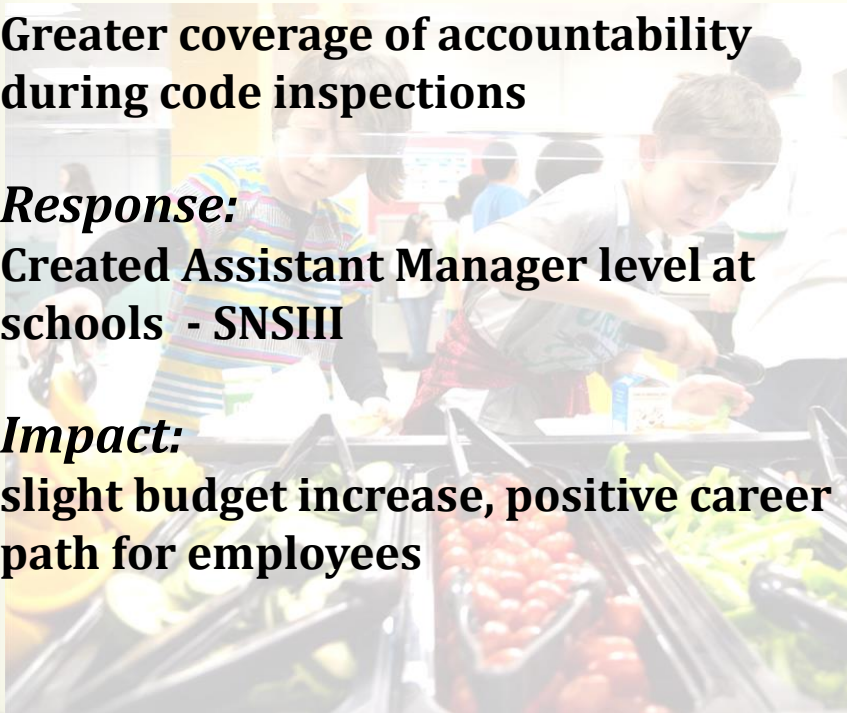 Greater coverage of accountability
during code inspections
Response:
Created Assistant Manager level at
schools  - SNSIII
Impact:
slight budget increase, positive career
path for employees